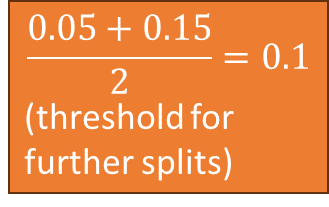 0.05 + 0.15
2
= 0.1
(threshold for
further splits)